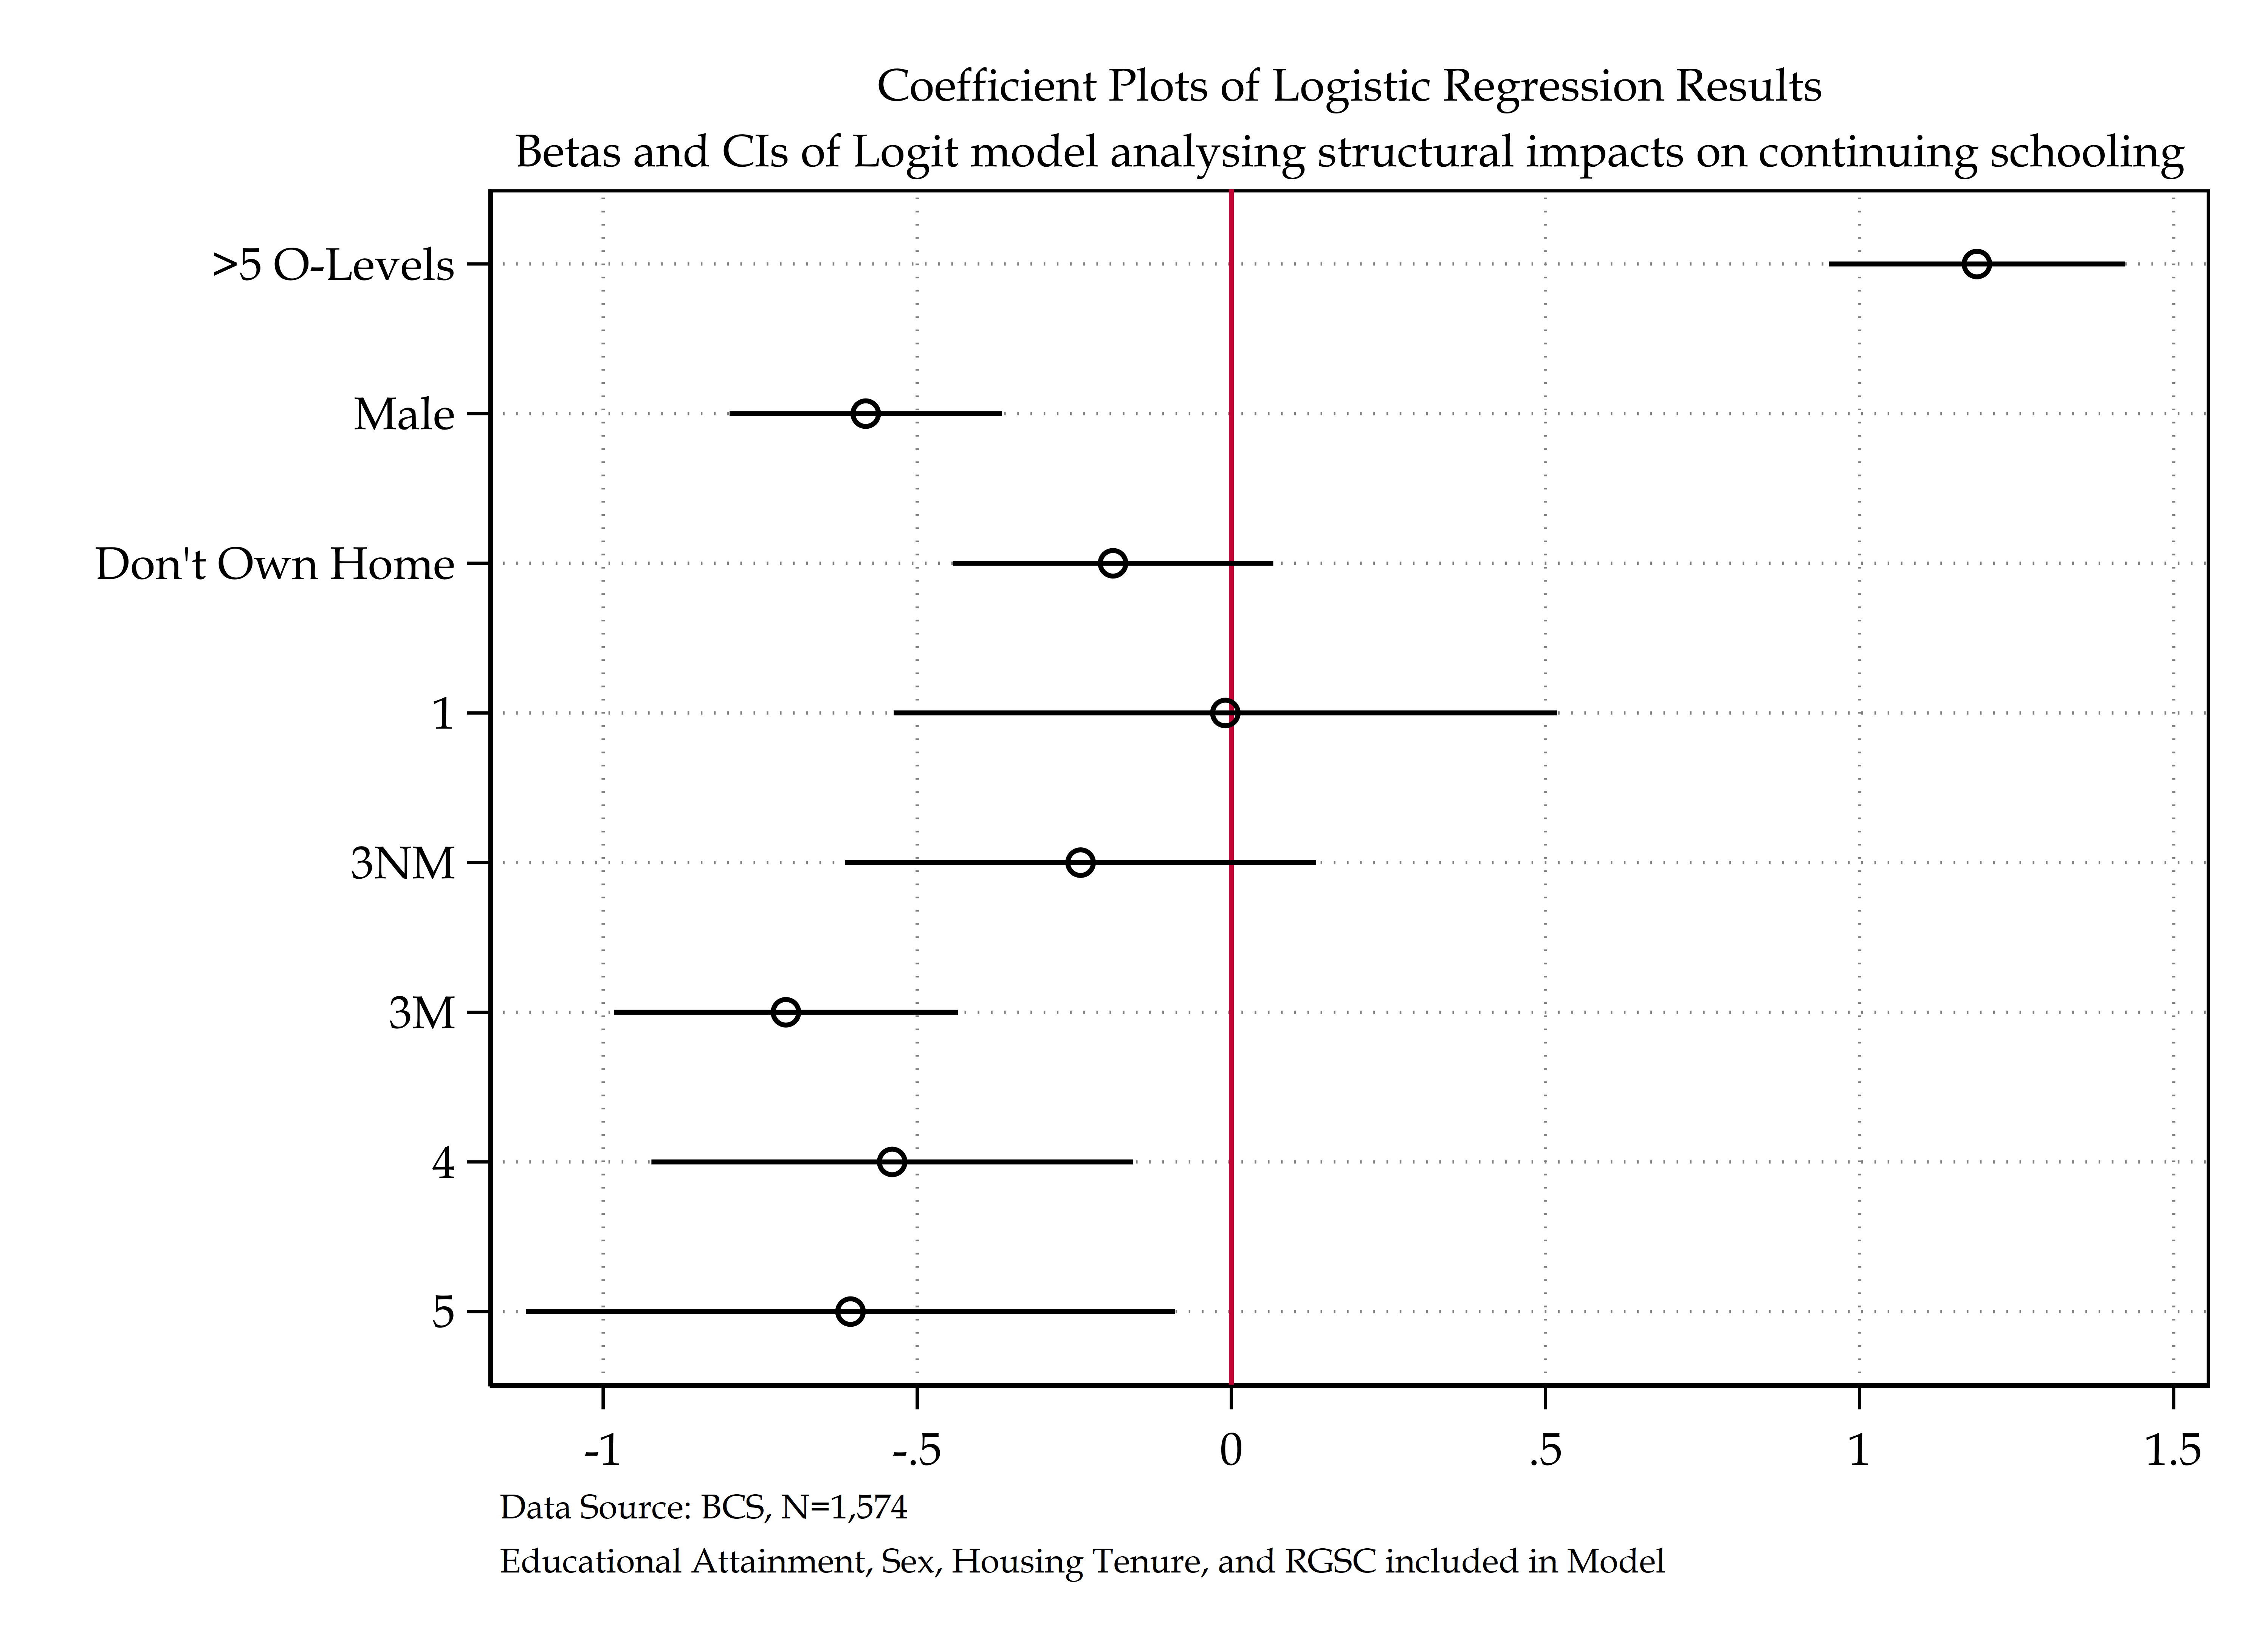 Coefficient Plots of Logistic Regression Results
Betas and CIs of Logit model analysing structural impacts on continuing schooling
>5 O-Levels
Male
Don't Own Home
1
3NM
3M
4
5
-1 -.5 0 .5 1 1.5
Data Source: BCS, N=1,574
Educational Attainment, Sex, Housing Tenure, and RGSC included in Model